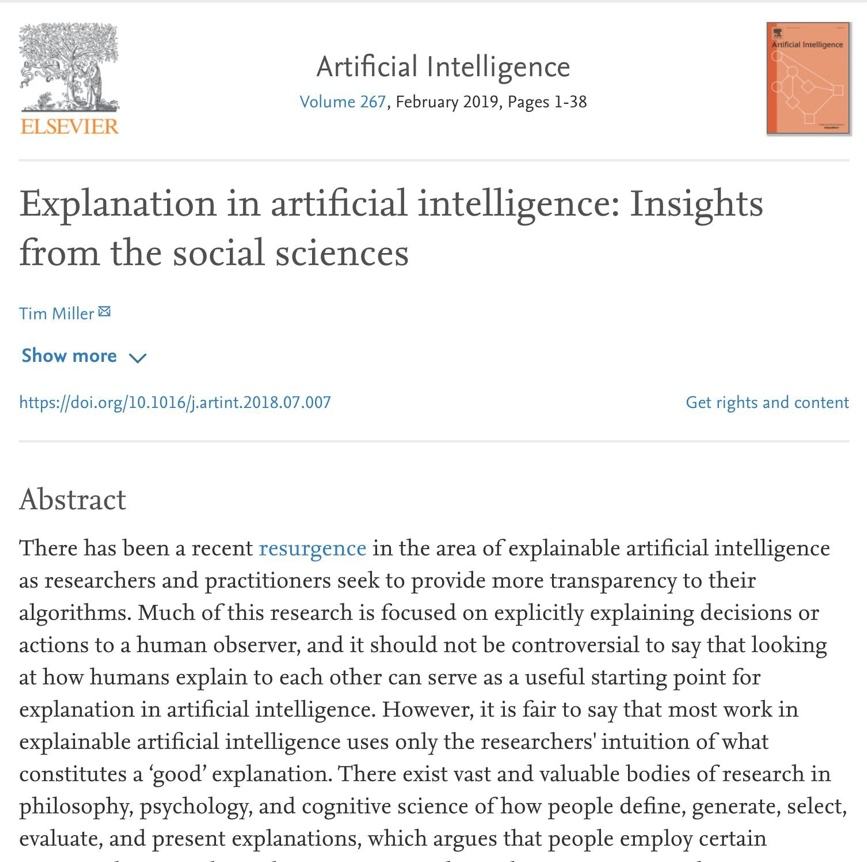 ELSEVIER
Artificial Intelligence
Volume 267, February 2019, Pages 1-38
Artificial Intelligence
Explanation in artificial intelligence: Insights
from the social sciences
Tim Miller
Show more
https://doi.org/10.1016/j.artint.2018.07.007
Get rights and content
Abstract
There has been a recent resurgence in the area of explainable artificial intelligence
as researchers and practitioners seek to provide more transparency to their
algorithms. Much of this research is focused on explicitly explaining decisions or
actions to a human observer, and it should not be controversial to say that looking
at how humans explain to each other can serve as a useful starting point for
explanation in artificial intelligence. However, it is fair to say that most work in
explainable artificial intelligence uses only the researchers' intuition of what
constitutes a ‘good’ explanation. There exist vast and valuable bodies of research in
philosophy, psychology, and cognitive science of how people define, generate, select,
evaluate, and present explanations, which argues that people employ certain